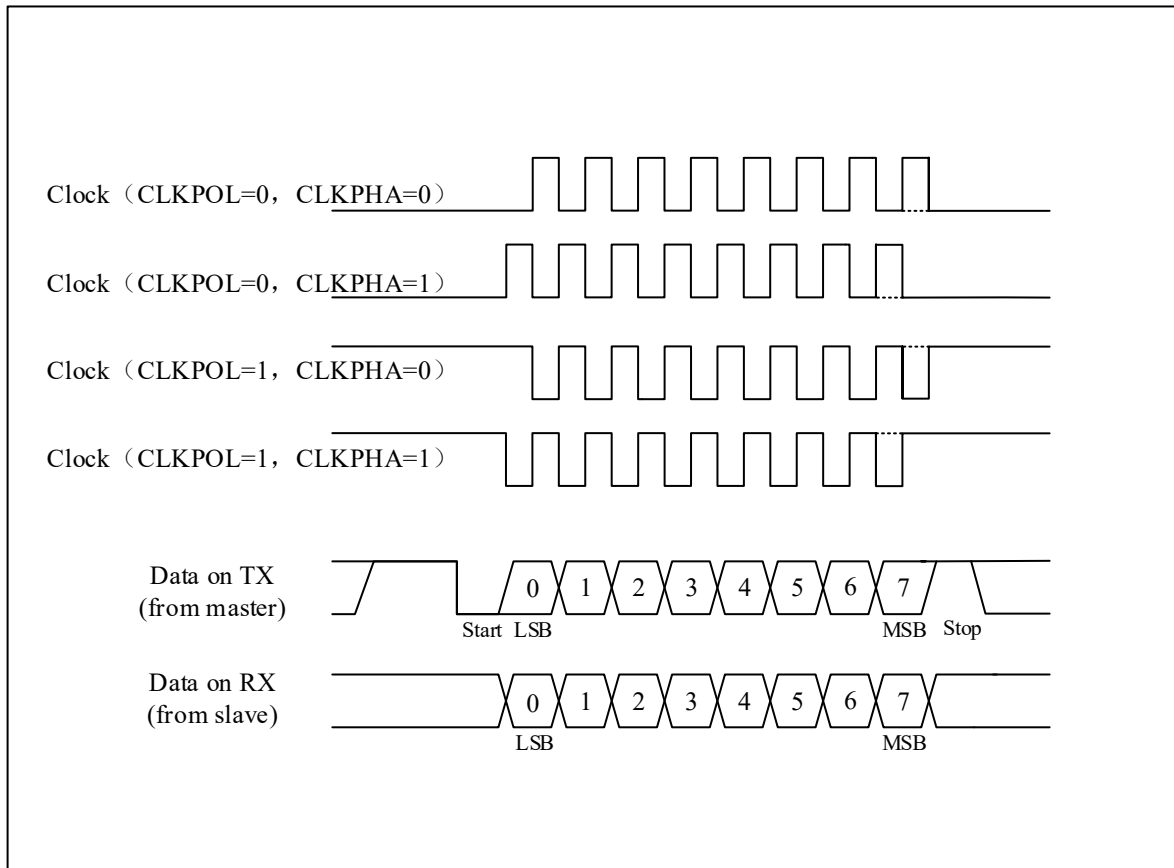 Clock（CLKPOL=0，CLKPHA=0）
Clock（CLKPOL=0，CLKPHA=1）
Clock（CLKPOL=1，CLKPHA=0）
Clock（CLKPOL=1，CLKPHA=1）
Data on TX
(from master)
0 1 2 3 4 5 6 7
Start LSB MSB Stop
Data on RX
(from slave)
0 1 2 3 4 5 6 7
LSB MSB